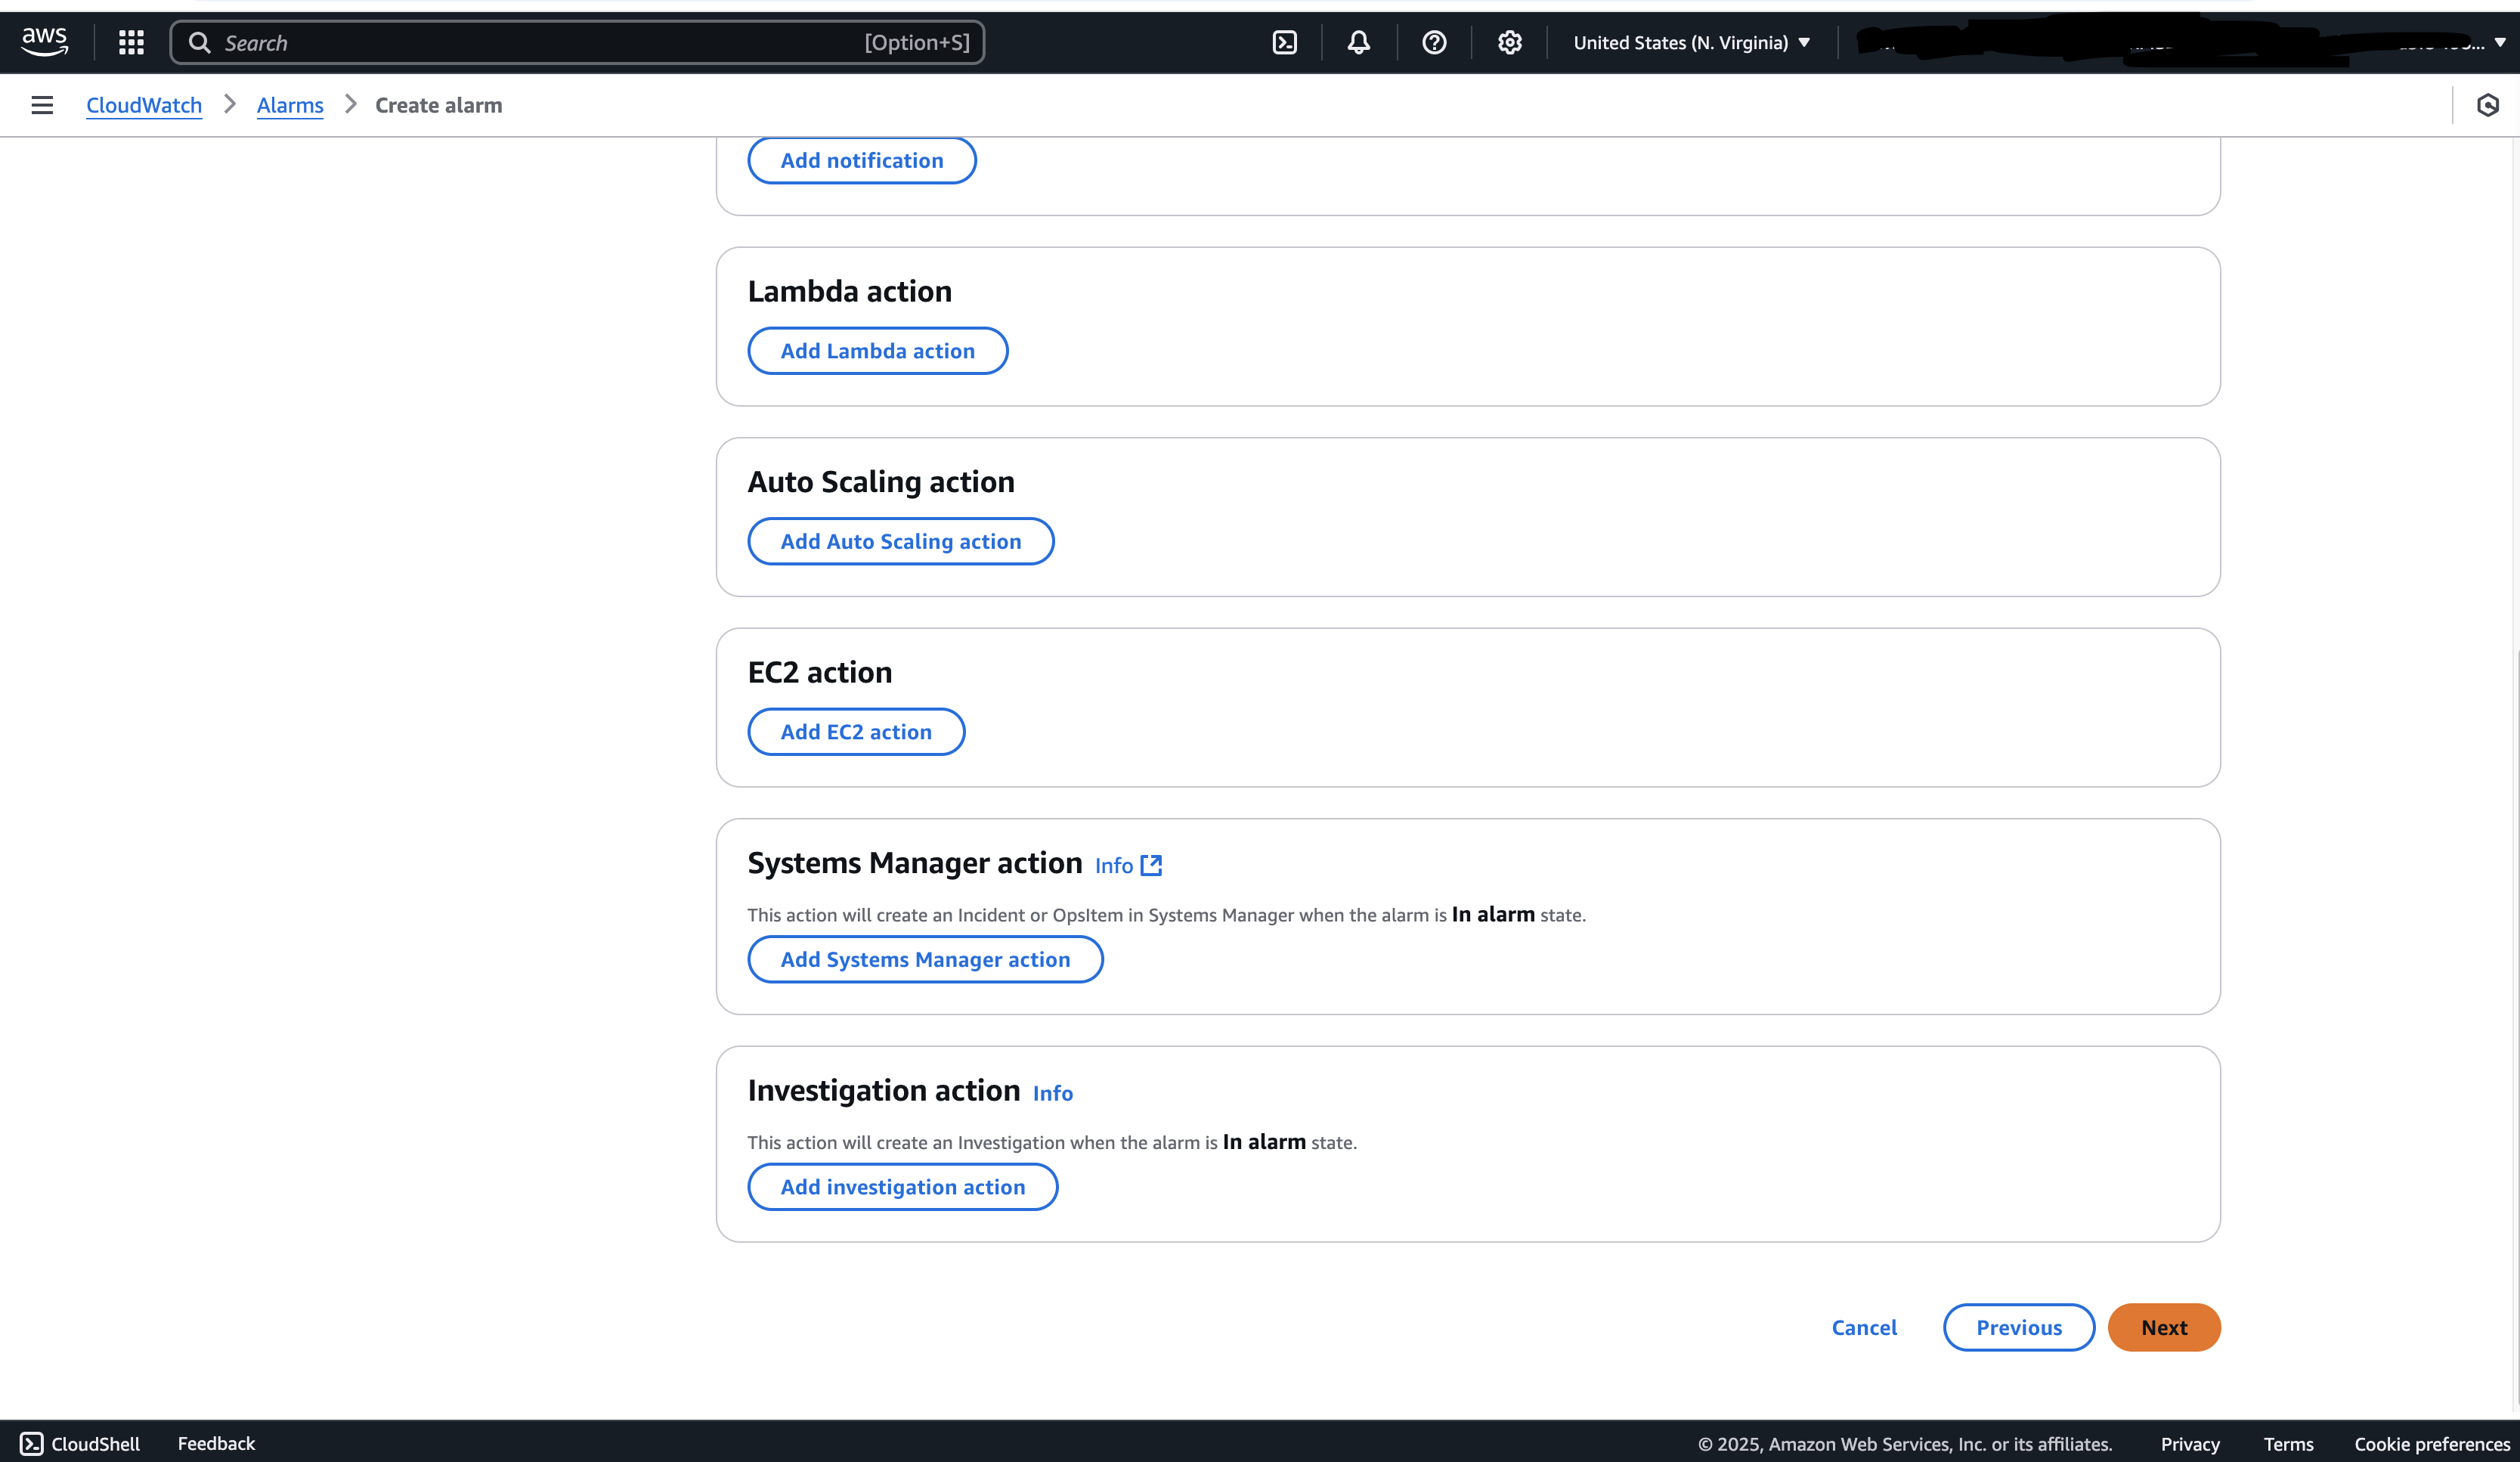 aws
Search [Option+S] United States (N. Virginia)
CloudWatch Alarms Create alarm
Add notification
Lambda action
Add Lambda action
Auto Scaling action
Add Auto Scaling action
EC2 action
Add EC2 action
Systems Manager action Info
This action will create an Incident or OpsItem in Systems Manager when the alarm is In alarm state.
Add Systems Manager action
Investigation action Info
This action will create an Investigation when the alarm is In alarm state.
Add investigation action
Cancel Previous Next
CloudShell Feedback © 2025, Amazon Web Services, Inc. or its affiliates. Privacy Terms Cookie preferences